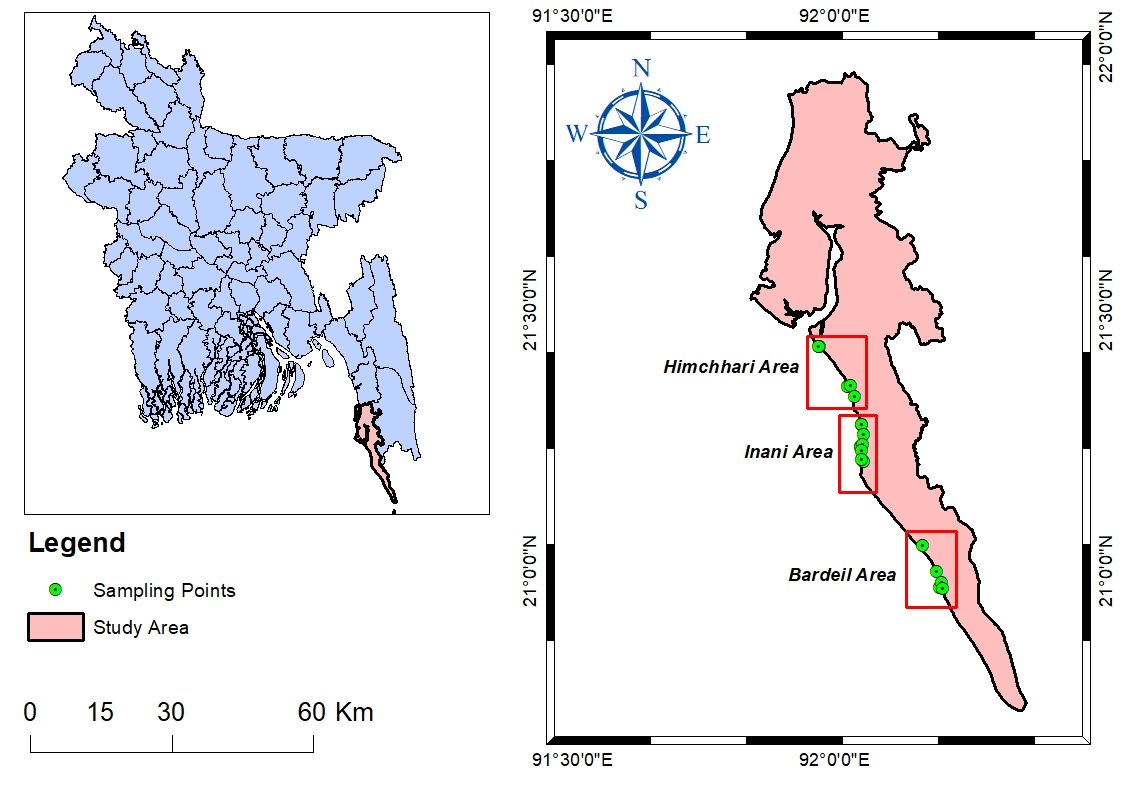 91°30'0"E
92°0'0"E
22°0'0"N
N
W
E
S
21°30'0"N
21°30'0"N
Himchhari Area
Inani Area
Bardeil Area
21°0'0"N
21°0'0"N
91°30'0"E
92°0'0"E
Legend
Sampling Points
Study Area
0 15 30 60 Km